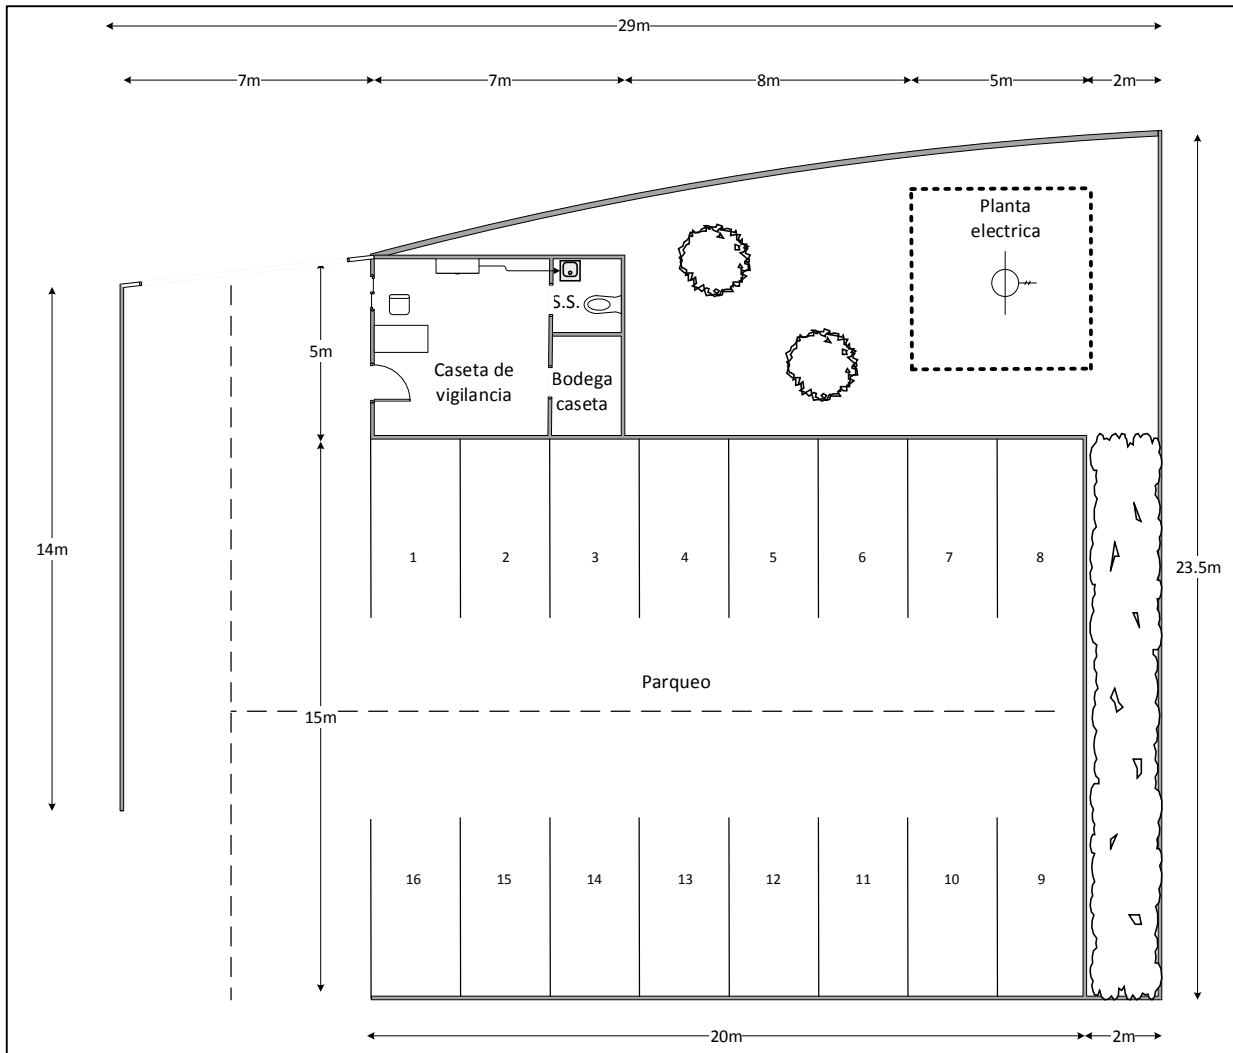 29m
7m
7m
8m
5m
2m
Planta
electrica
S.S.
5m
Caseta de
vigilancia
Bodega
caseta
14m
23.5m
1
2
3
4
5
6
7
8
Parqueo
15m
16
15
14
13
12
11
10
9
20m
2m